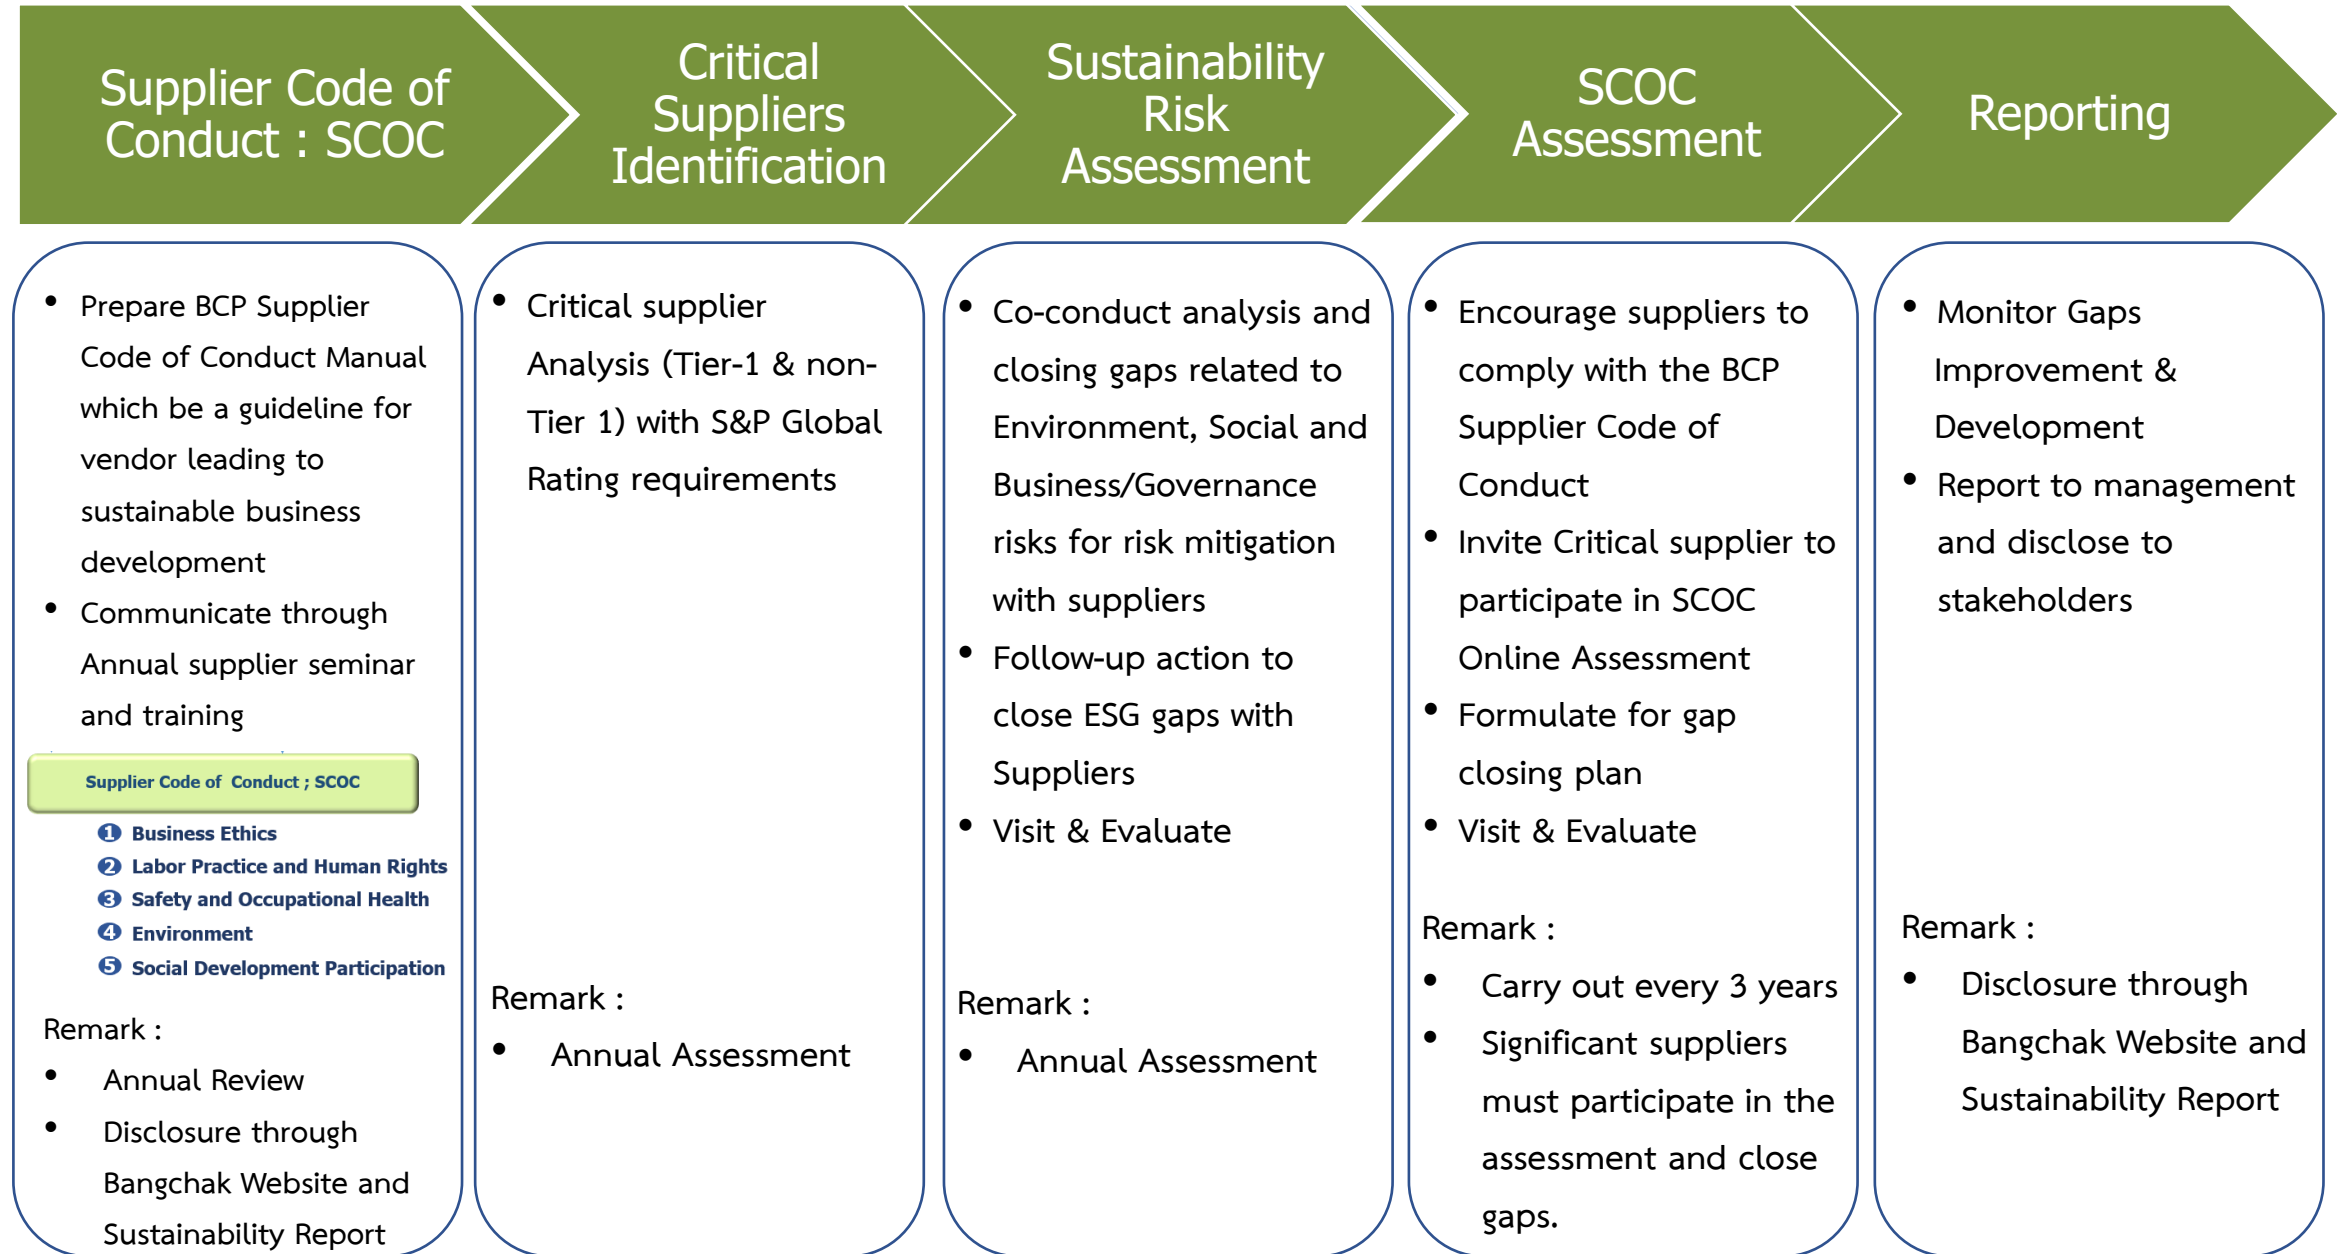 Supplier Code of
Conduct : SCOC
Critical
Suppliers
Identification
Sustainability
Risk
Assessment
SCOC
Assessment
Reporting
• Prepare BCP Supplier
Code of Conduct Manual
which be a guideline for
vendor leading to
sustainable business
development
• Communicate through
Annual supplier seminar
and training
Supplier Code of Conduct ; SCOC
1 Business Ethics
2 Labor Practice and Human Rights
3 Safety and Occupational Health
4 Environment
5 Social Development Participation
Remark :
• Annual Review
• Disclosure through
Bangchak Website and
Sustainability Report
• Critical supplier
Analysis (Tier-1 & non-
Tier 1) with S&P Global
Rating requirements
Remark :
• Annual Assessment
• Co-conduct analysis and
closing gaps related to
Environment, Social and
Business/Governance
risks for risk mitigation
with suppliers
• Follow-up action to
close ESG gaps with
Suppliers
• Visit & Evaluate
Remark :
• Annual Assessment
• Encourage suppliers to
comply with the BCP
Supplier Code of
Conduct
• Invite Critical supplier to
participate in SCOC
Online Assessment
• Formulate for gap
closing plan
• Visit & Evaluate
Remark :
• Carry out every 3 years
• Significant suppliers
must participate in the
assessment and close
gaps.
• Monitor Gaps
Improvement &
Development
• Report to management
and disclose to
stakeholders
Remark :
• Disclosure through
Bangchak Website and
Sustainability Report